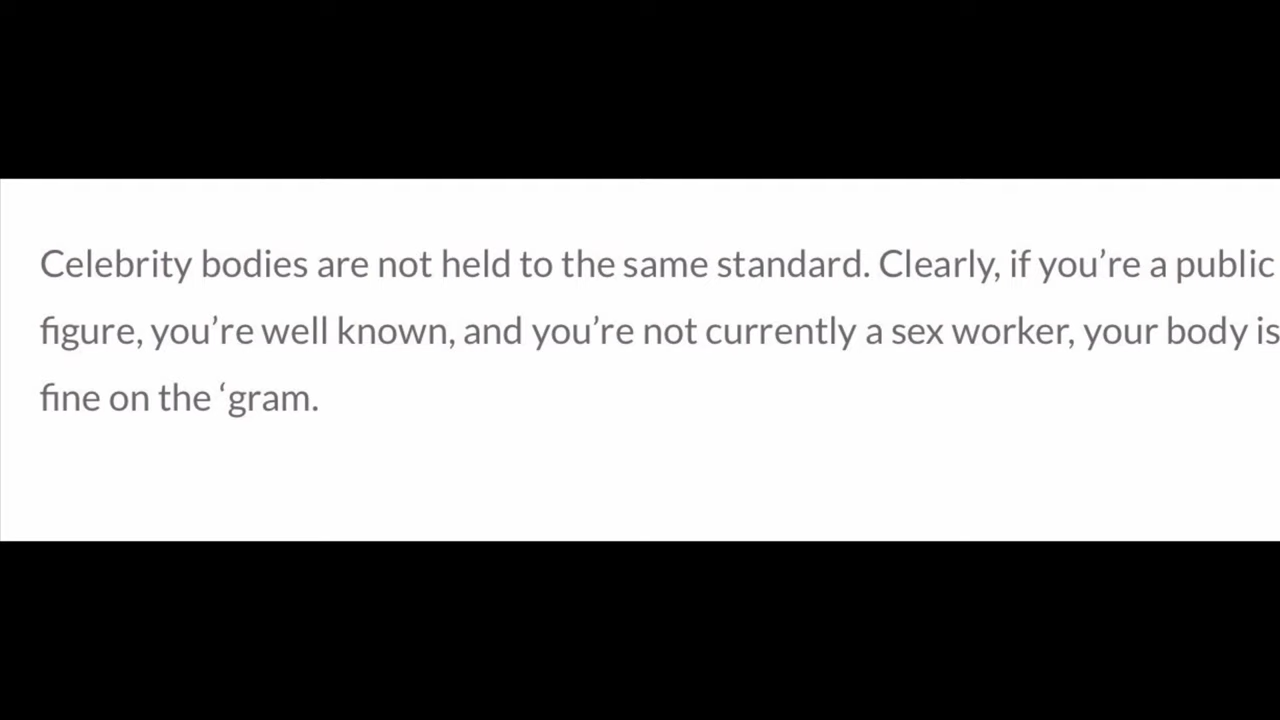 Celebrity bodies are not held to the same standard. Clearly, if you’re a public
figure, you’re well known, and you’re not currently a sex worker, your body is
fine on the ‘gram.